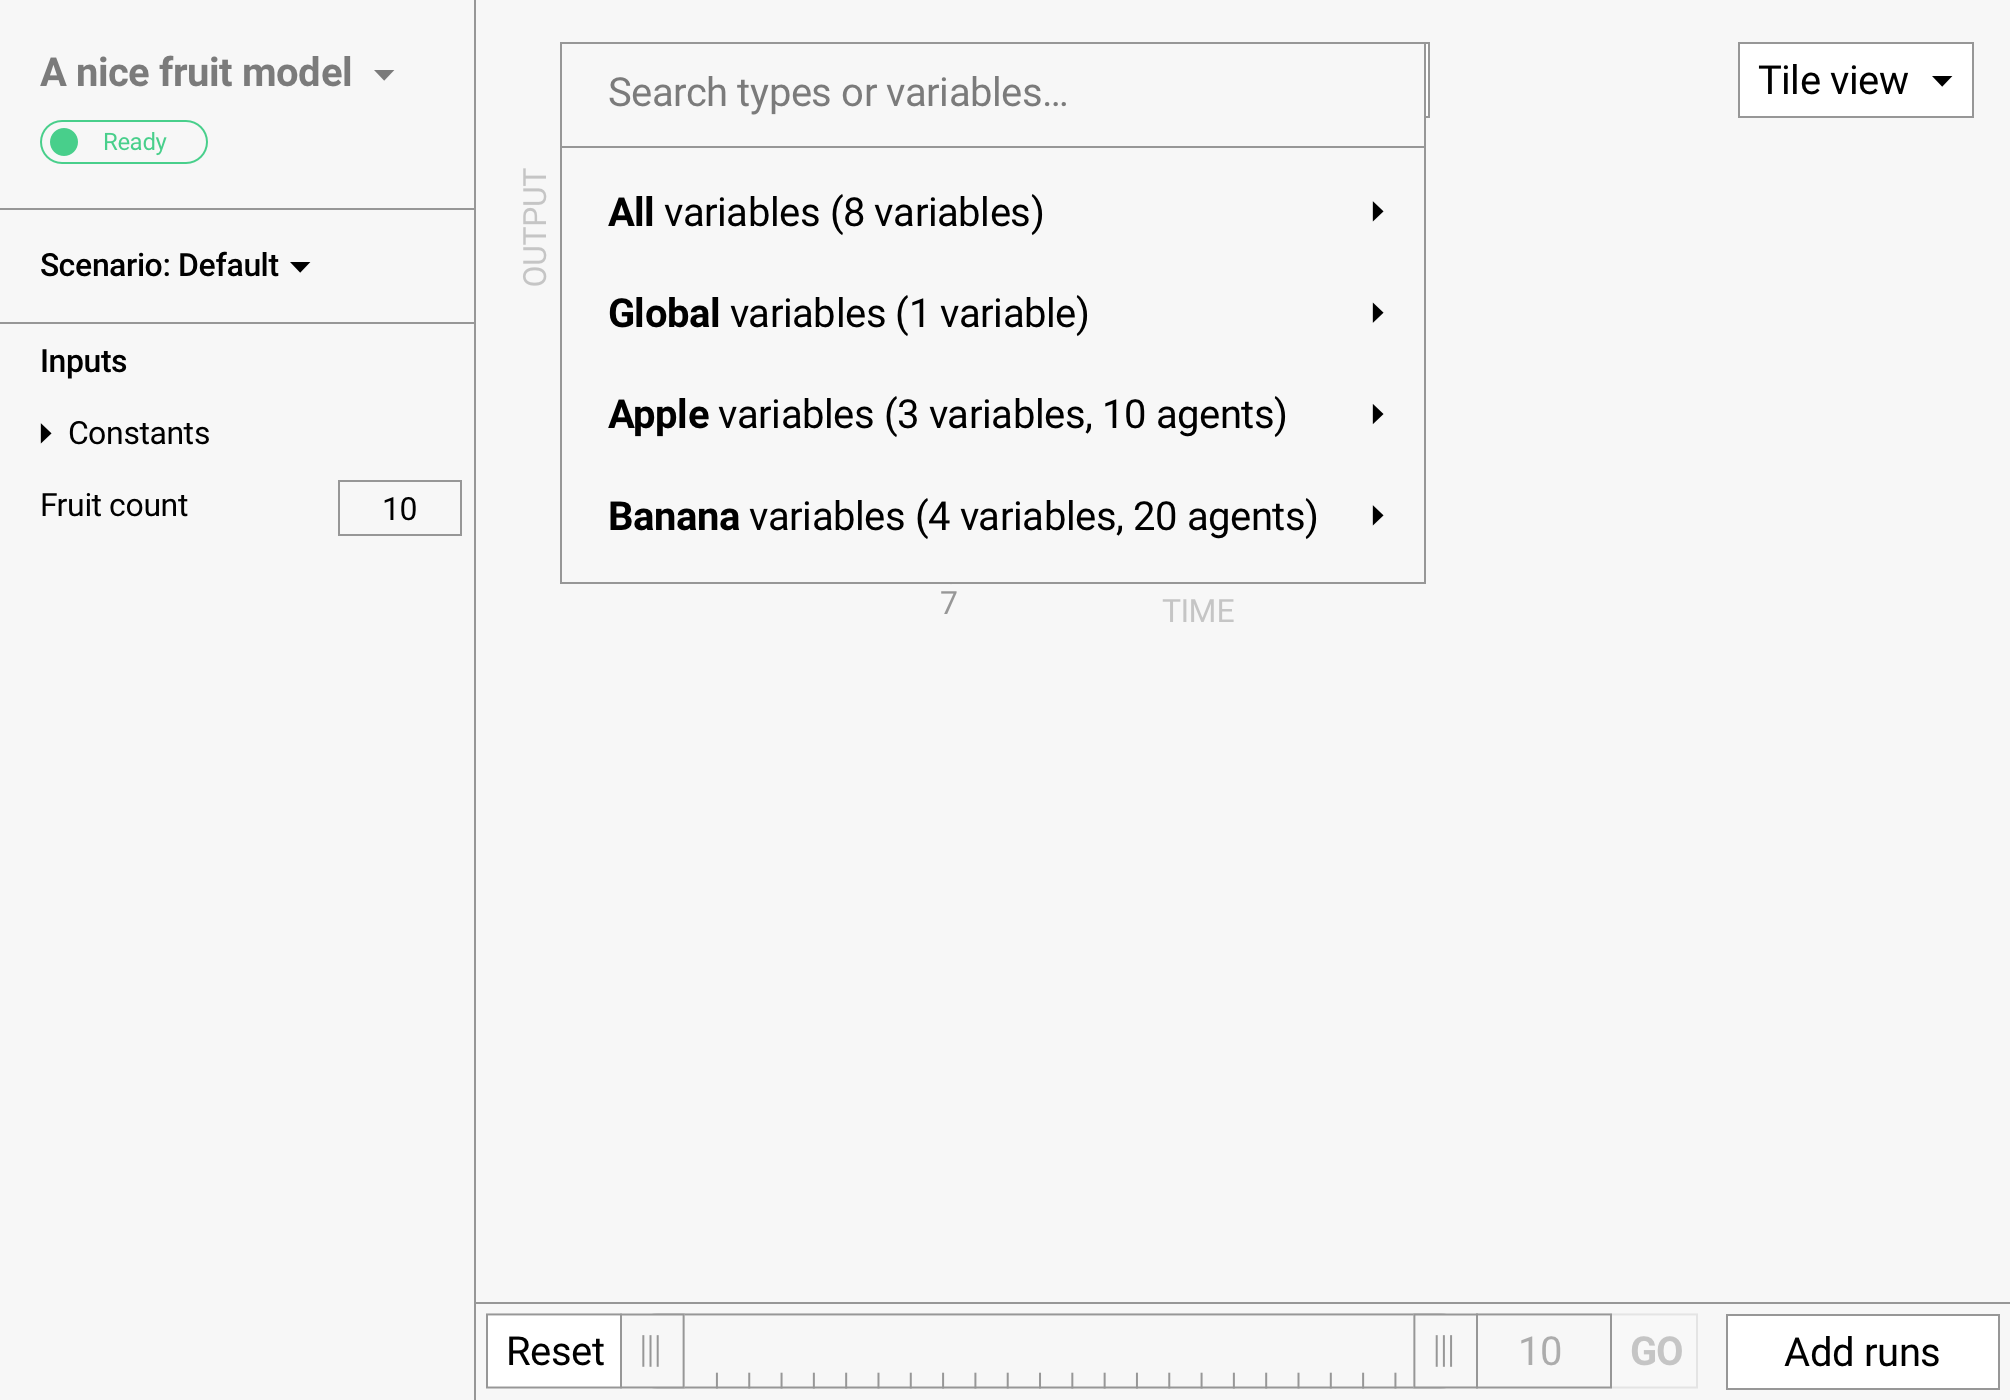 A nice fruit model
Ready
Scenario: Default
Inputs
Constants
Fruit count
10
Search types or variables...
Tile view
OUTPUT
All variables (8 variables)
Global variables (1 variable)
Apple variables (3 variables, 10 agents)
Banana variables (4 variables, 20 agents)
7
TIME
Reset
10
GO
Add runs